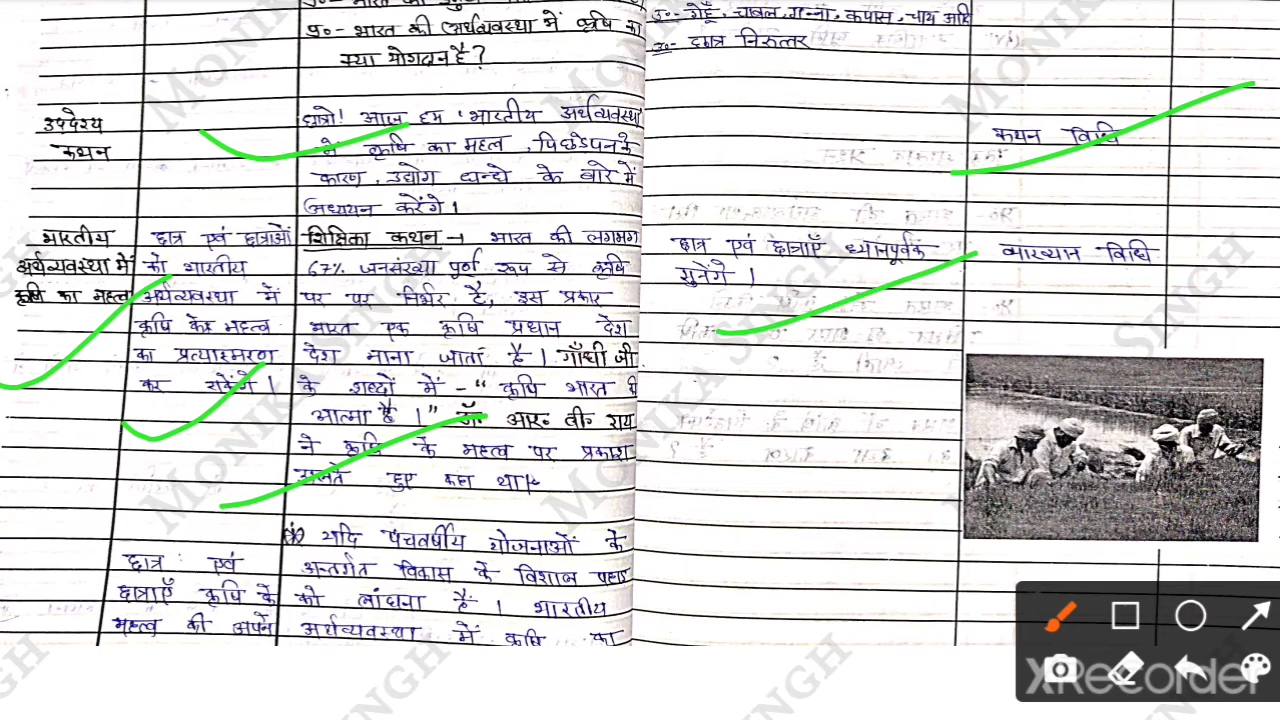 प्र०- भारत की अर्थव्यवस्था में कृषि का
क्या योगदान है?
उ०- गेहूँ, चावल, गन्ना, कपास, चाय आदि
उ०- छात्र निरुत्तर
उद्देश्य
कथन
छात्रों! आज हम 'भारतीय अर्थव्यवस्था
में कृषि का महत्व, पिछड़ेपन के
कारण, उद्योग धन्धों के बारे में
अध्ययन करेंगे।
कथन विधि
भारतीय
अर्थव्यवस्था में
कृषि का महत्व
छात्र एवं छात्राओं
को भारतीय
अर्थव्यवस्था में
कृषि के महत्व
का प्रत्यास्मरण
कर सकेंगे।
शिक्षिका कथन → भारत की लगभग
67% जनसंख्या पूर्ण रूप से कृषि
पर पर निर्भर है, इस प्रकार
भारत एक कृषि प्रधान देश
देश माना जाता है। गाँधी जी
के शब्दों में -" कृषि भारत की
आत्मा है।" डॉ. आर. वी. राय
ने कृषि के महत्व पर प्रकाश
डालते हुए कहा था कि
छात्र एवं छात्राएँ ध्यानपूर्वक
सुनेंगे।
व्याख्यान विधि
छात्र एवं
छात्राएँ कृषि के
महत्व की अपने
यदि पंचवर्षीय योजनाओं के
अन्तर्गत विकास के विशाल पहाड़
को लांघना है। भारतीय
अर्थव्यवस्था में कृषि का
MONIKA SINGH
XRecorder